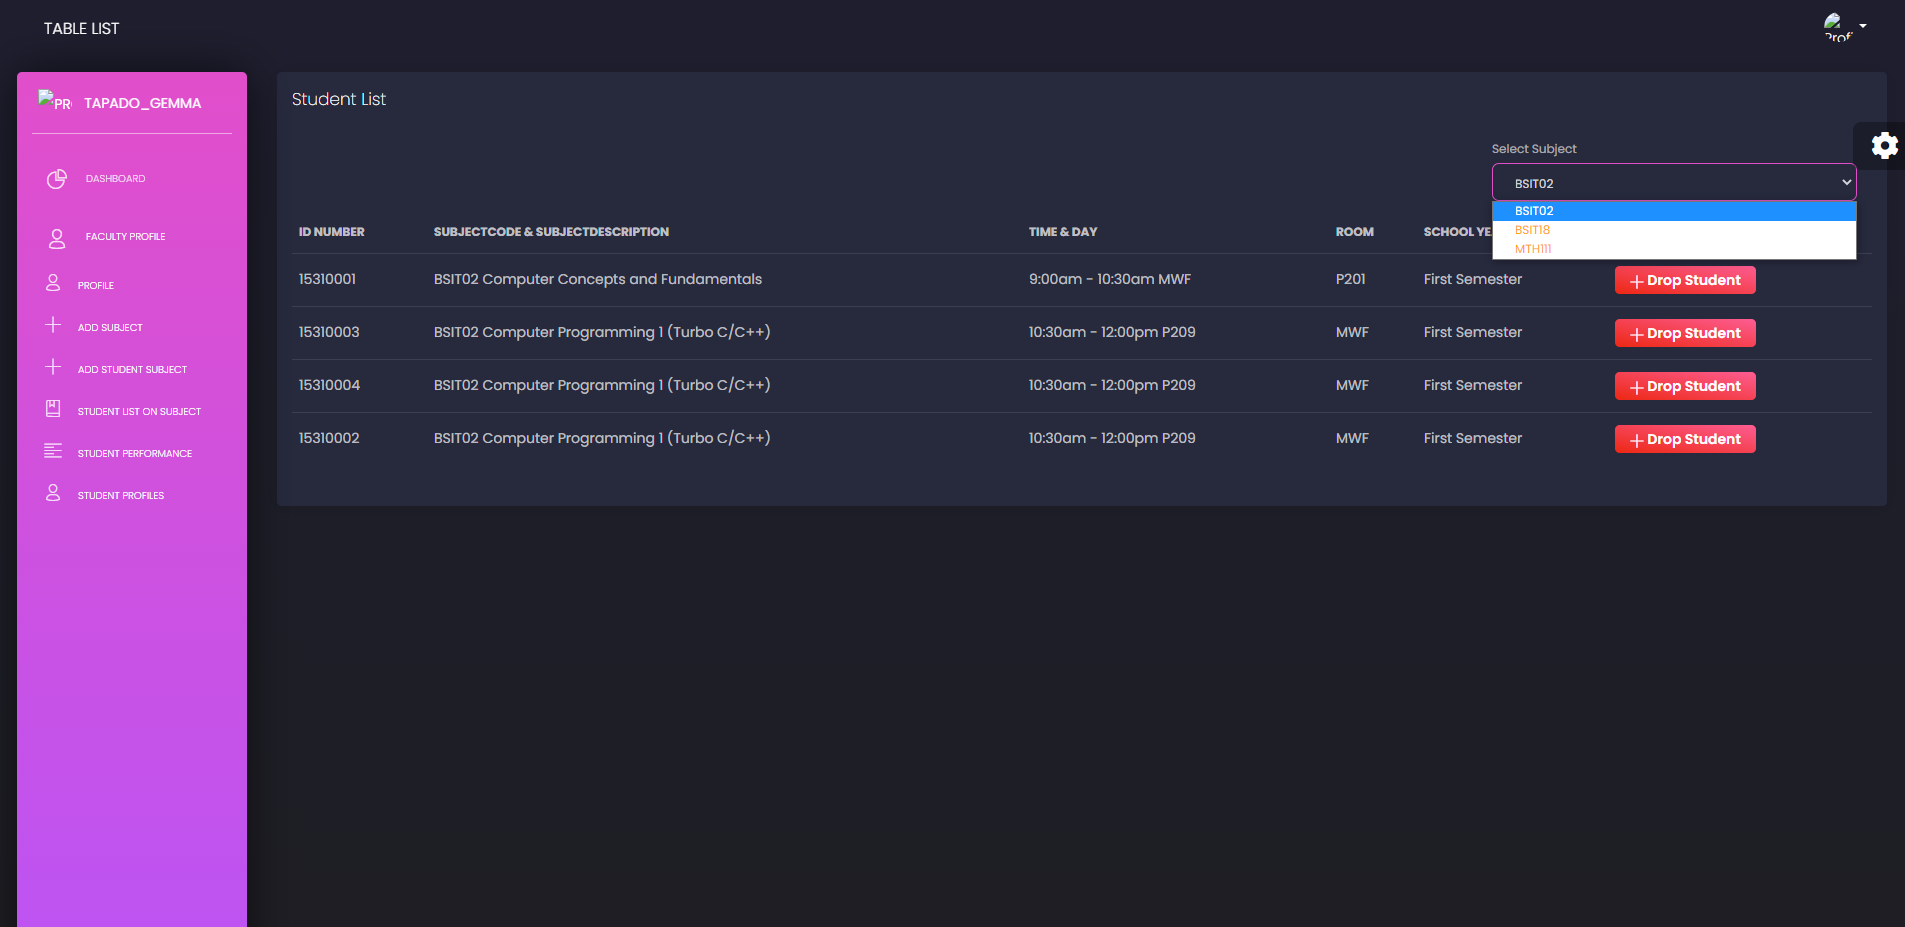 TABLE LIST
Prof
PR
TAPADO_GEMMA
DASHBOARD
FACULTY PROFILE
PROFILE
ADD SUBJECT
ADD STUDENT SUBJECT
STUDENT LIST ON SUBJECT
STUDENT PERFORMANCE
STUDENT PROFILES
Student List
Select Subject
BSIT02
BSIT02
BSIT18
MTH111
ID NUMBER SUBJECTCODE & SUBJECTDESCRIPTION TIME & DAY ROOM SCHOOL YE
15310001 BSIT02 Computer Concepts and Fundamentals 9:00am - 10:30am MWF P201 First Semester Drop Student
15310003 BSIT02 Computer Programming 1 (Turbo C/C++) 10:30am - 12:00pm P209 MWF First Semester Drop Student
15310004 BSIT02 Computer Programming 1 (Turbo C/C++) 10:30am - 12:00pm P209 MWF First Semester Drop Student
15310002 BSIT02 Computer Programming 1 (Turbo C/C++) 10:30am - 12:00pm P209 MWF First Semester Drop Student